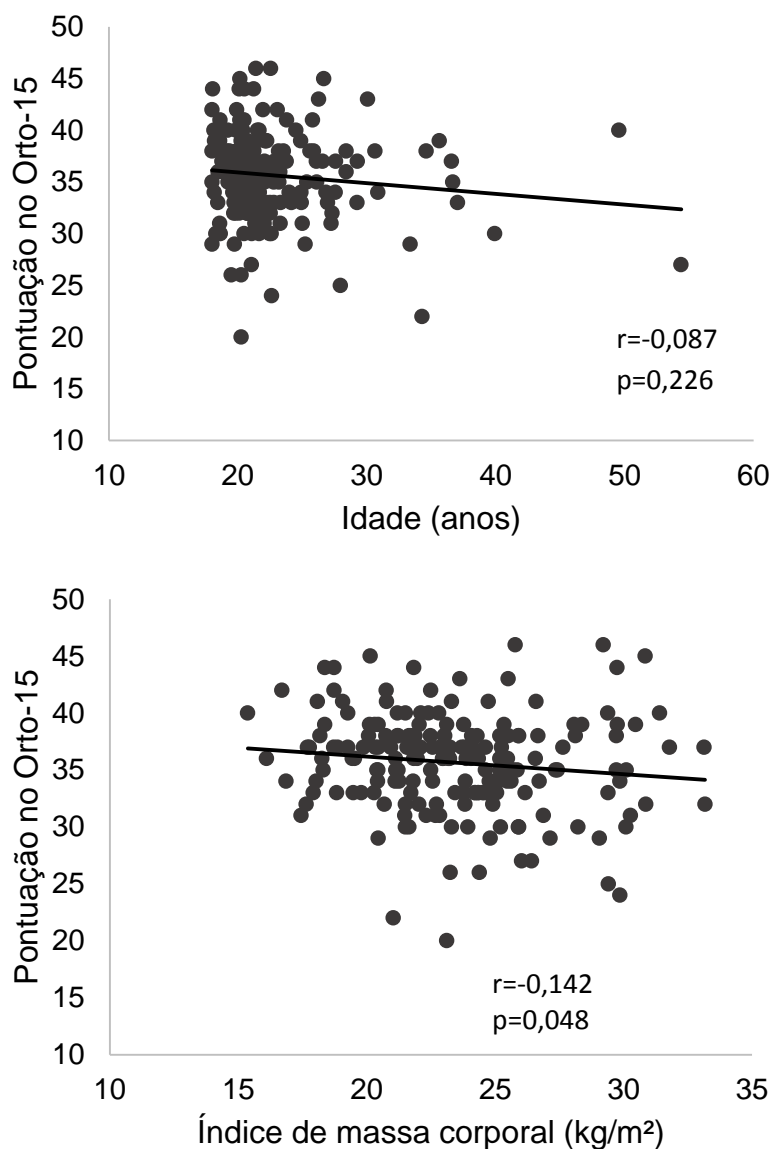 Pontuação no Orto-15
50
45
40
35
30
25
20
15
10
r=-0,087
p=0,226
10 20 30 40 50 60
Idade (anos)
Pontuação no Orto-15
50
45
40
35
30
25
20
15
10
r=-0,142
p=0,048
10 15 20 25 30 35
Índice de massa corporal (kg/m²)